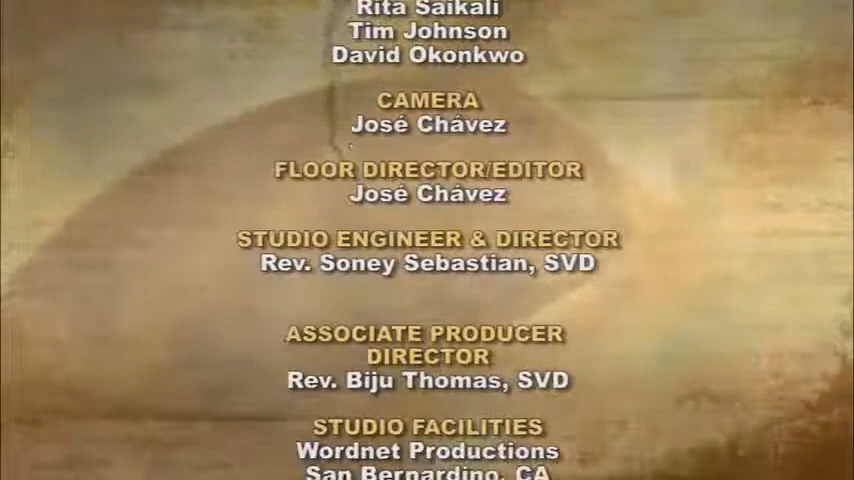 Rita Saikali
Tim Johnson
David Okonkwo
CAMERA
José Chávez
FLOOR DIRECTOR/EDITOR
José Chávez
STUDIO ENGINEER & DIRECTOR
Rev. Soney Sebastian, SVD
ASSOCIATE PRODUCER
DIRECTOR
Rev. Biju Thomas, SVD
STUDIO FACILITIES
Wordnet Productions
San Bernardino, CA